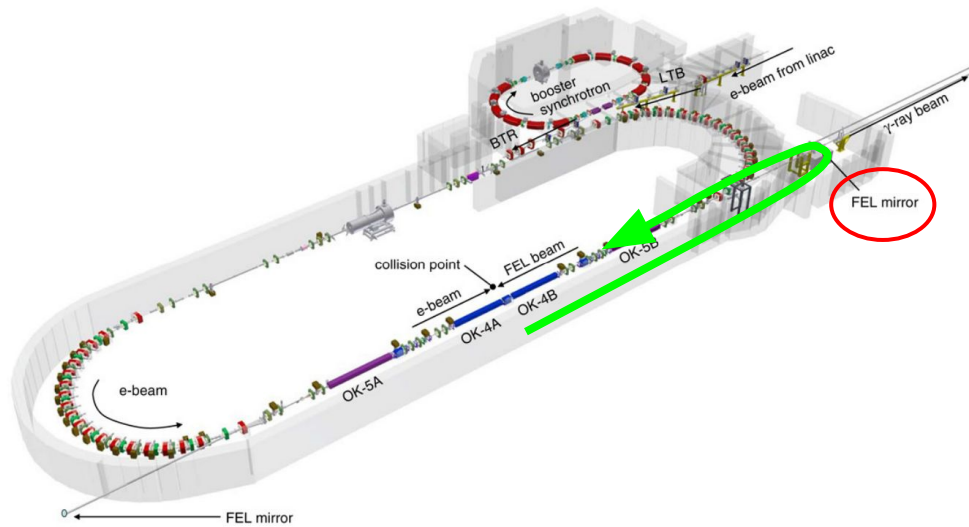 LTB
e-beam from linac
booster
synchrotron
BTR
γ-ray beam
FEL mirror
collision point
FEL beam
e-beam
OK-5B
OK-4B
OK-4A
OK-5A
e-beam
FEL mirror